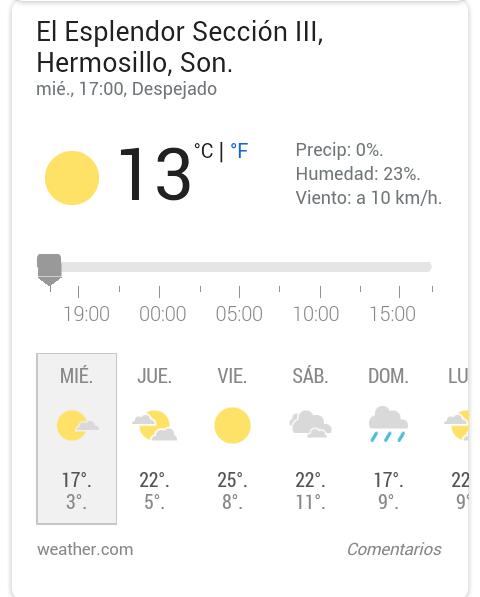 El Esplendor Sección III,
Hermosillo, Son.
mié., 17:00, Despejado
13 °C | °F
Precip: 0%.
Humedad: 23%.
Viento: a 10 km/h.
19:00 00:00 05:00 10:00 15:00
MIÉ. JUE. VIE. SÁB. DOM. LU
17°. 22°. 25°. 22°. 17°. 22
3°. 5°. 8°. 11°. 9°. 9°
weather.com Comentarios